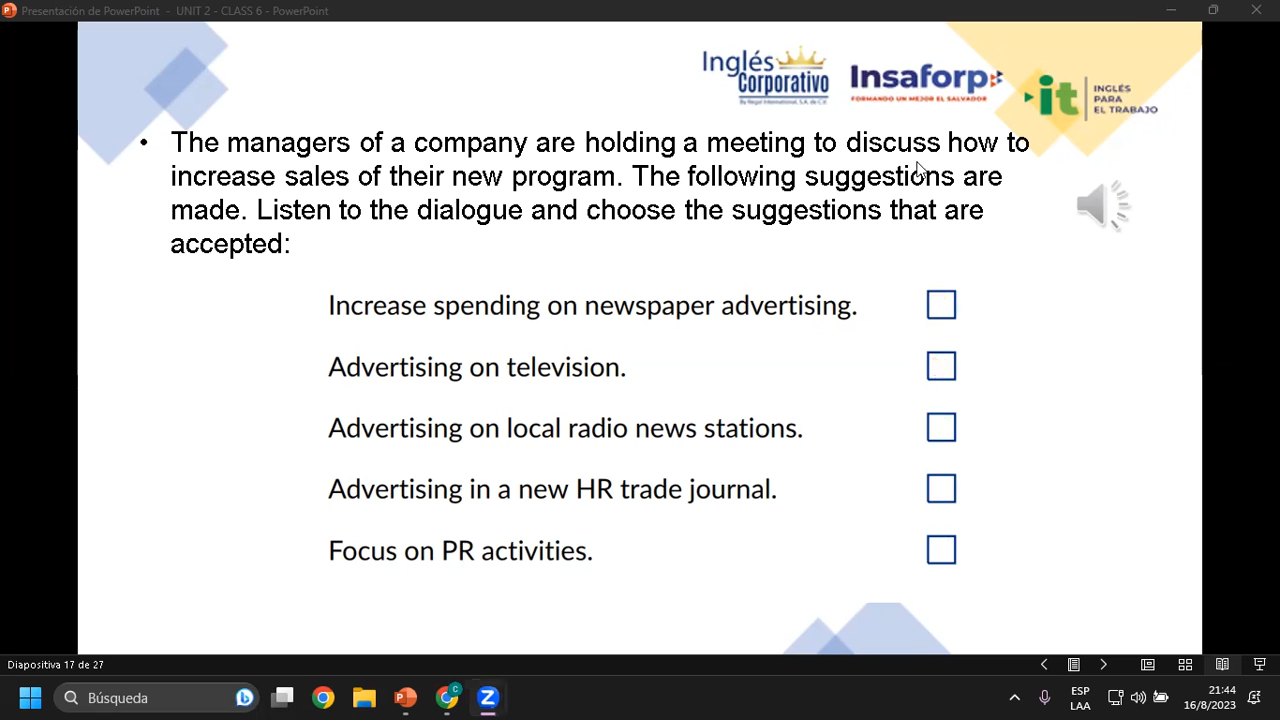 Presentación de PowerPoint - UNIT 2 - CLASS 6 - PowerPoint
Inglés
Corporativo
By Regal International, S.A. de C.V.
Insaforp
FORMANDO UN MEJOR EL SALVADOR
it
INGLÉS
PARA
EL TRABAJO
• The managers of a company are holding a meeting to discuss how to
increase sales of their new program. The following suggestions are
made. Listen to the dialogue and choose the suggestions that are
accepted:
Increase spending on newspaper advertising.
Advertising on television.
Advertising on local radio news stations.
Advertising in a new HR trade journal.
Focus on PR activities.
Diapositiva 17 de 27
Búsqueda
ESP
LAA
21:44
16/8/2023